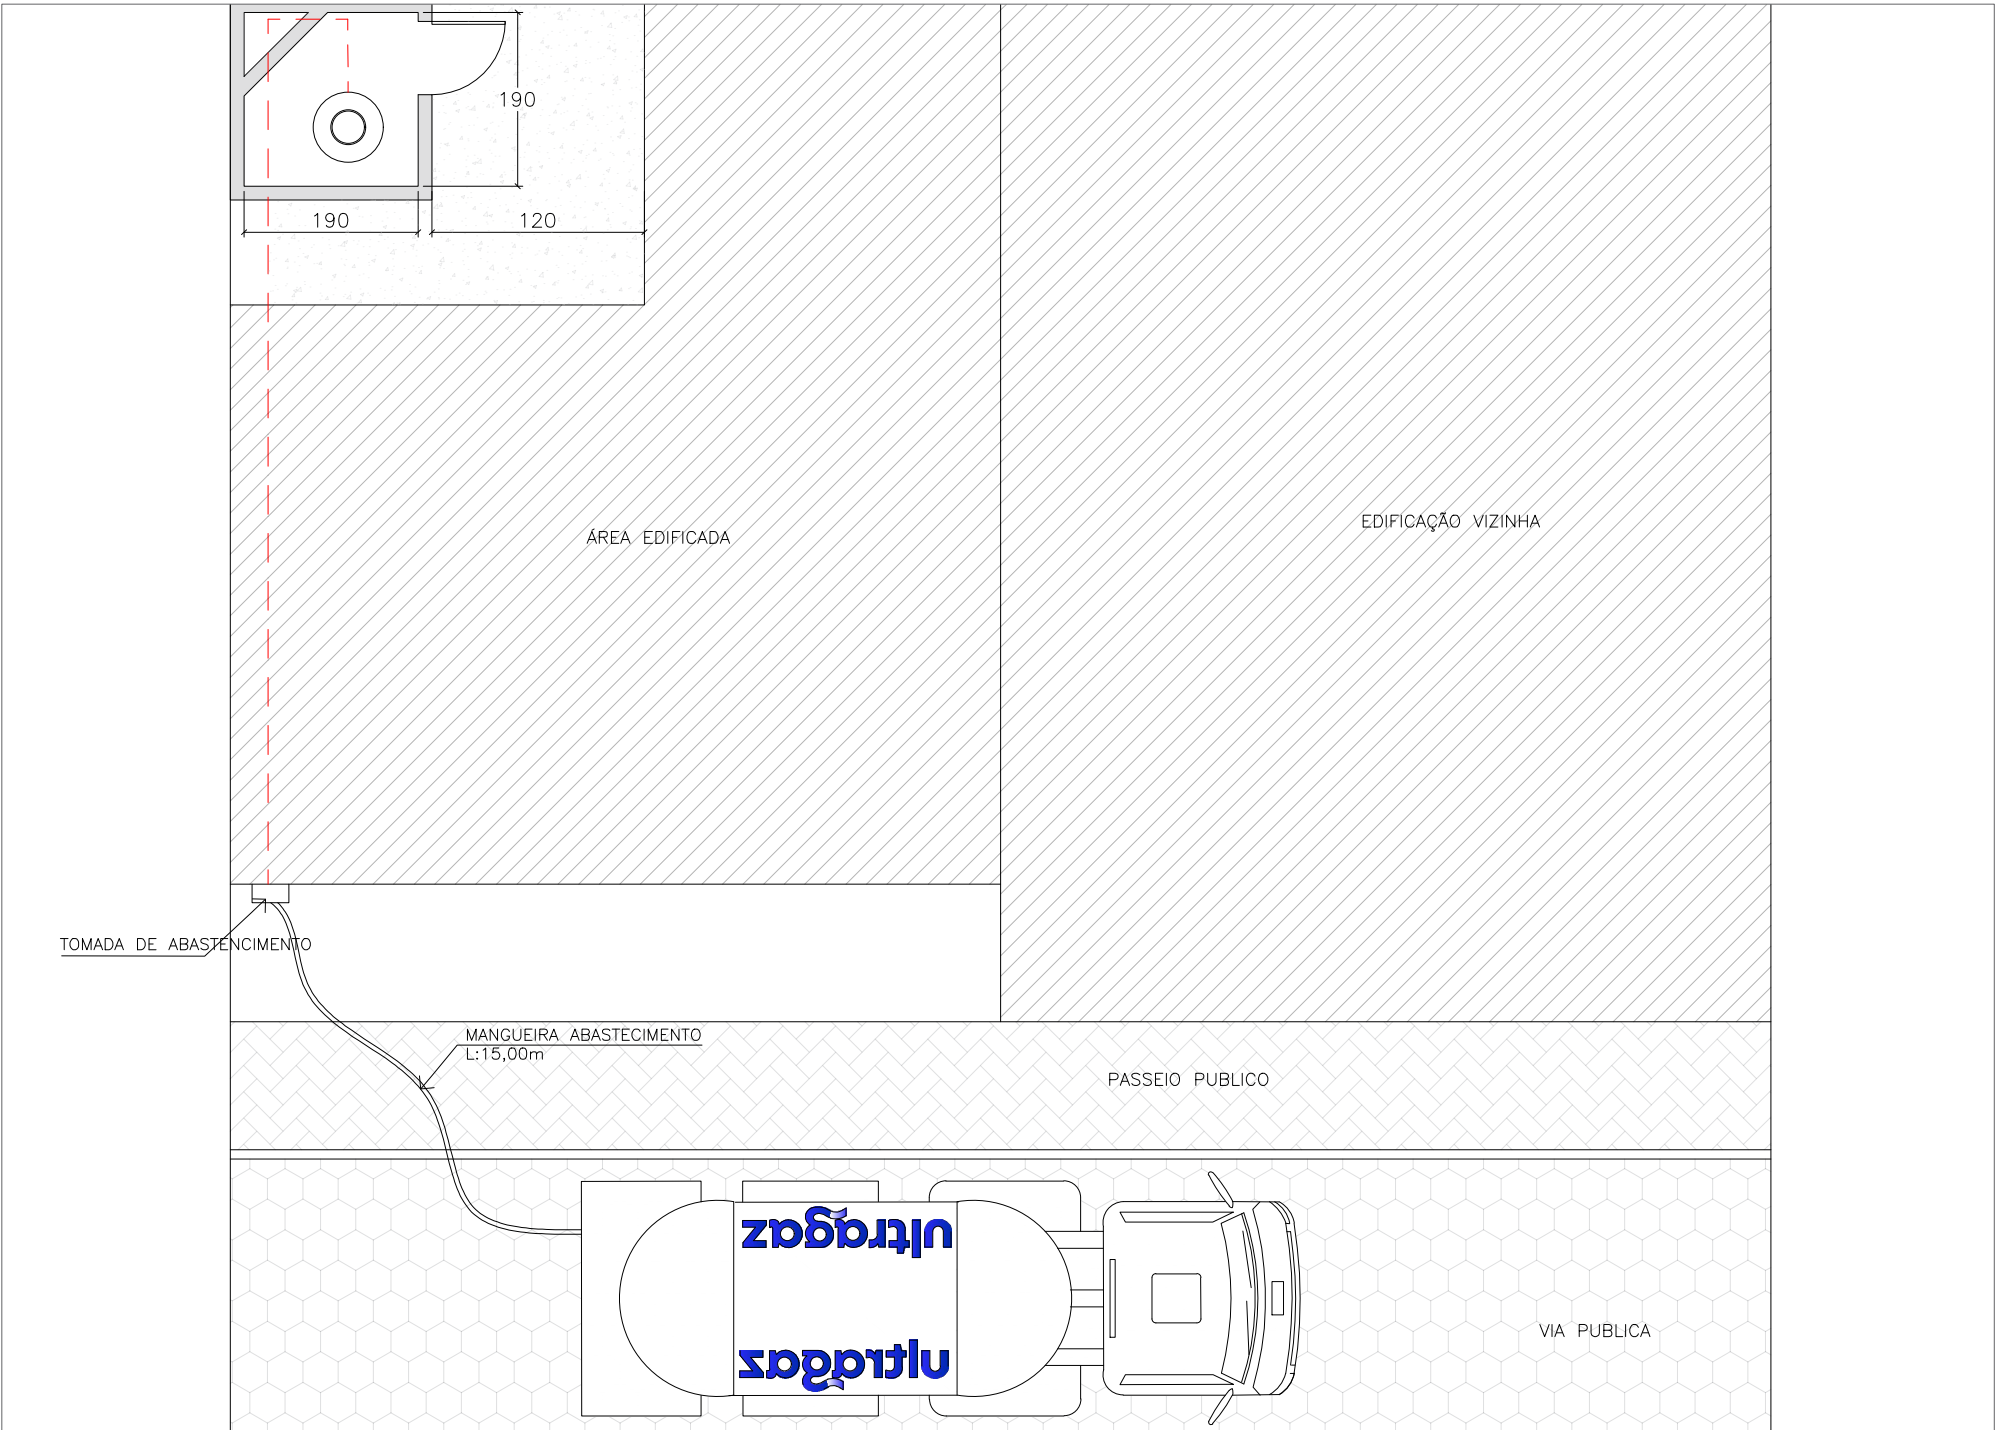 190
190
120
ÁREA EDIFICADA
EDIFICAÇÃO VIZINHA
TOMADA DE ABASTENCIMENTO
MANGUEIRA ABASTECIMENTO
L:15,00m
PASSEIO PUBLICO
ultragaz
ultragaz
VIA PUBLICA